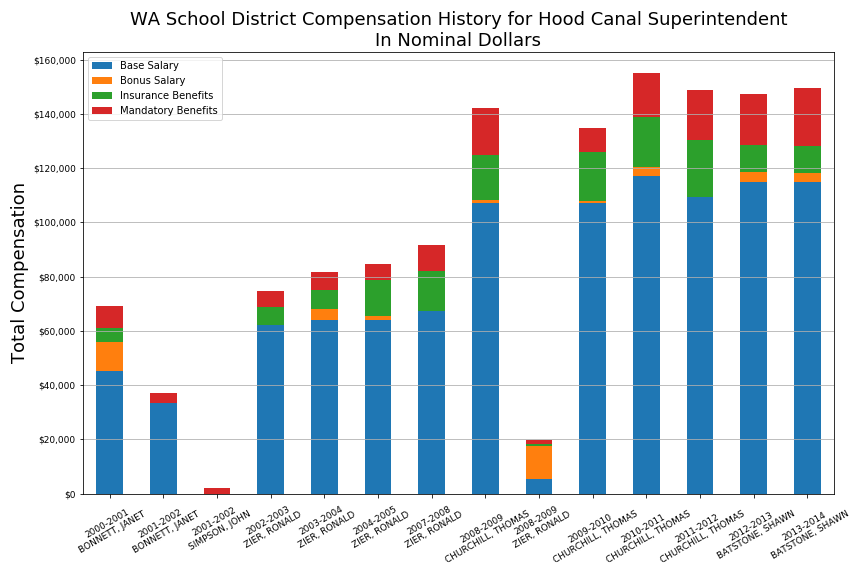 WA School District Compensation History for Hood Canal Superintendent
In Nominal Dollars
Base Salary
Bonus Salary
Insurance Benefits
Mandatory Benefits
Total Compensation
$160,000
$140,000
$120,000
$100,000
$80,000
$60,000
$40,000
$20,000
$0
2000-2001
BONNETT, JANET
2001-2002
BONNETT, JANET
2001-2002
SIMPSON, JOHN
2002-2003
ZIER, RONALD
2003-2004
ZIER, RONALD
2004-2005
ZIER, RONALD
2007-2008
ZIER, RONALD
2008-2009
CHURCHILL, THOMAS
2008-2009
ZIER, RONALD
2009-2010
CHURCHILL, THOMAS
2010-2011
CHURCHILL, THOMAS
2011-2012
CHURCHILL, THOMAS
2012-2013
BATSTONE, SHAWN
2013-2014
BATSTONE, SHAWN